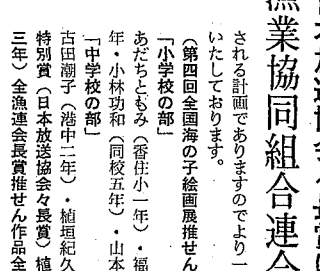 漁業協同組合連合
される計画でありますのでより一
いたしております。
(第四回全国海の子絵画展推せん
「小学校の部」
あだちともみ(香住小一年)・福
年・小林功和(同校五年)・山本
「中学校の部」
古田潮子(港中二年)・植垣紀久
特別賞(日本放送協会々長賞)植
三年)全漁連会長賞推せん作品全